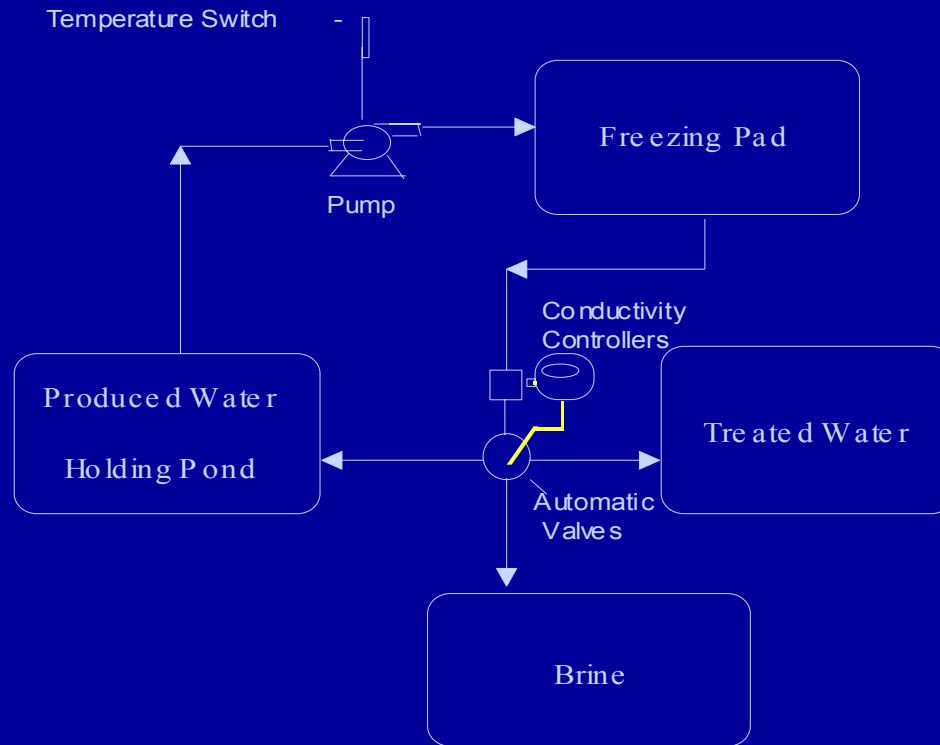 Temperature Switch -
Freezing Pad
Pump
Conductivity
Controllers
Produced Water
Holding Pond
Treated Water
Automatic
Valves
Brine